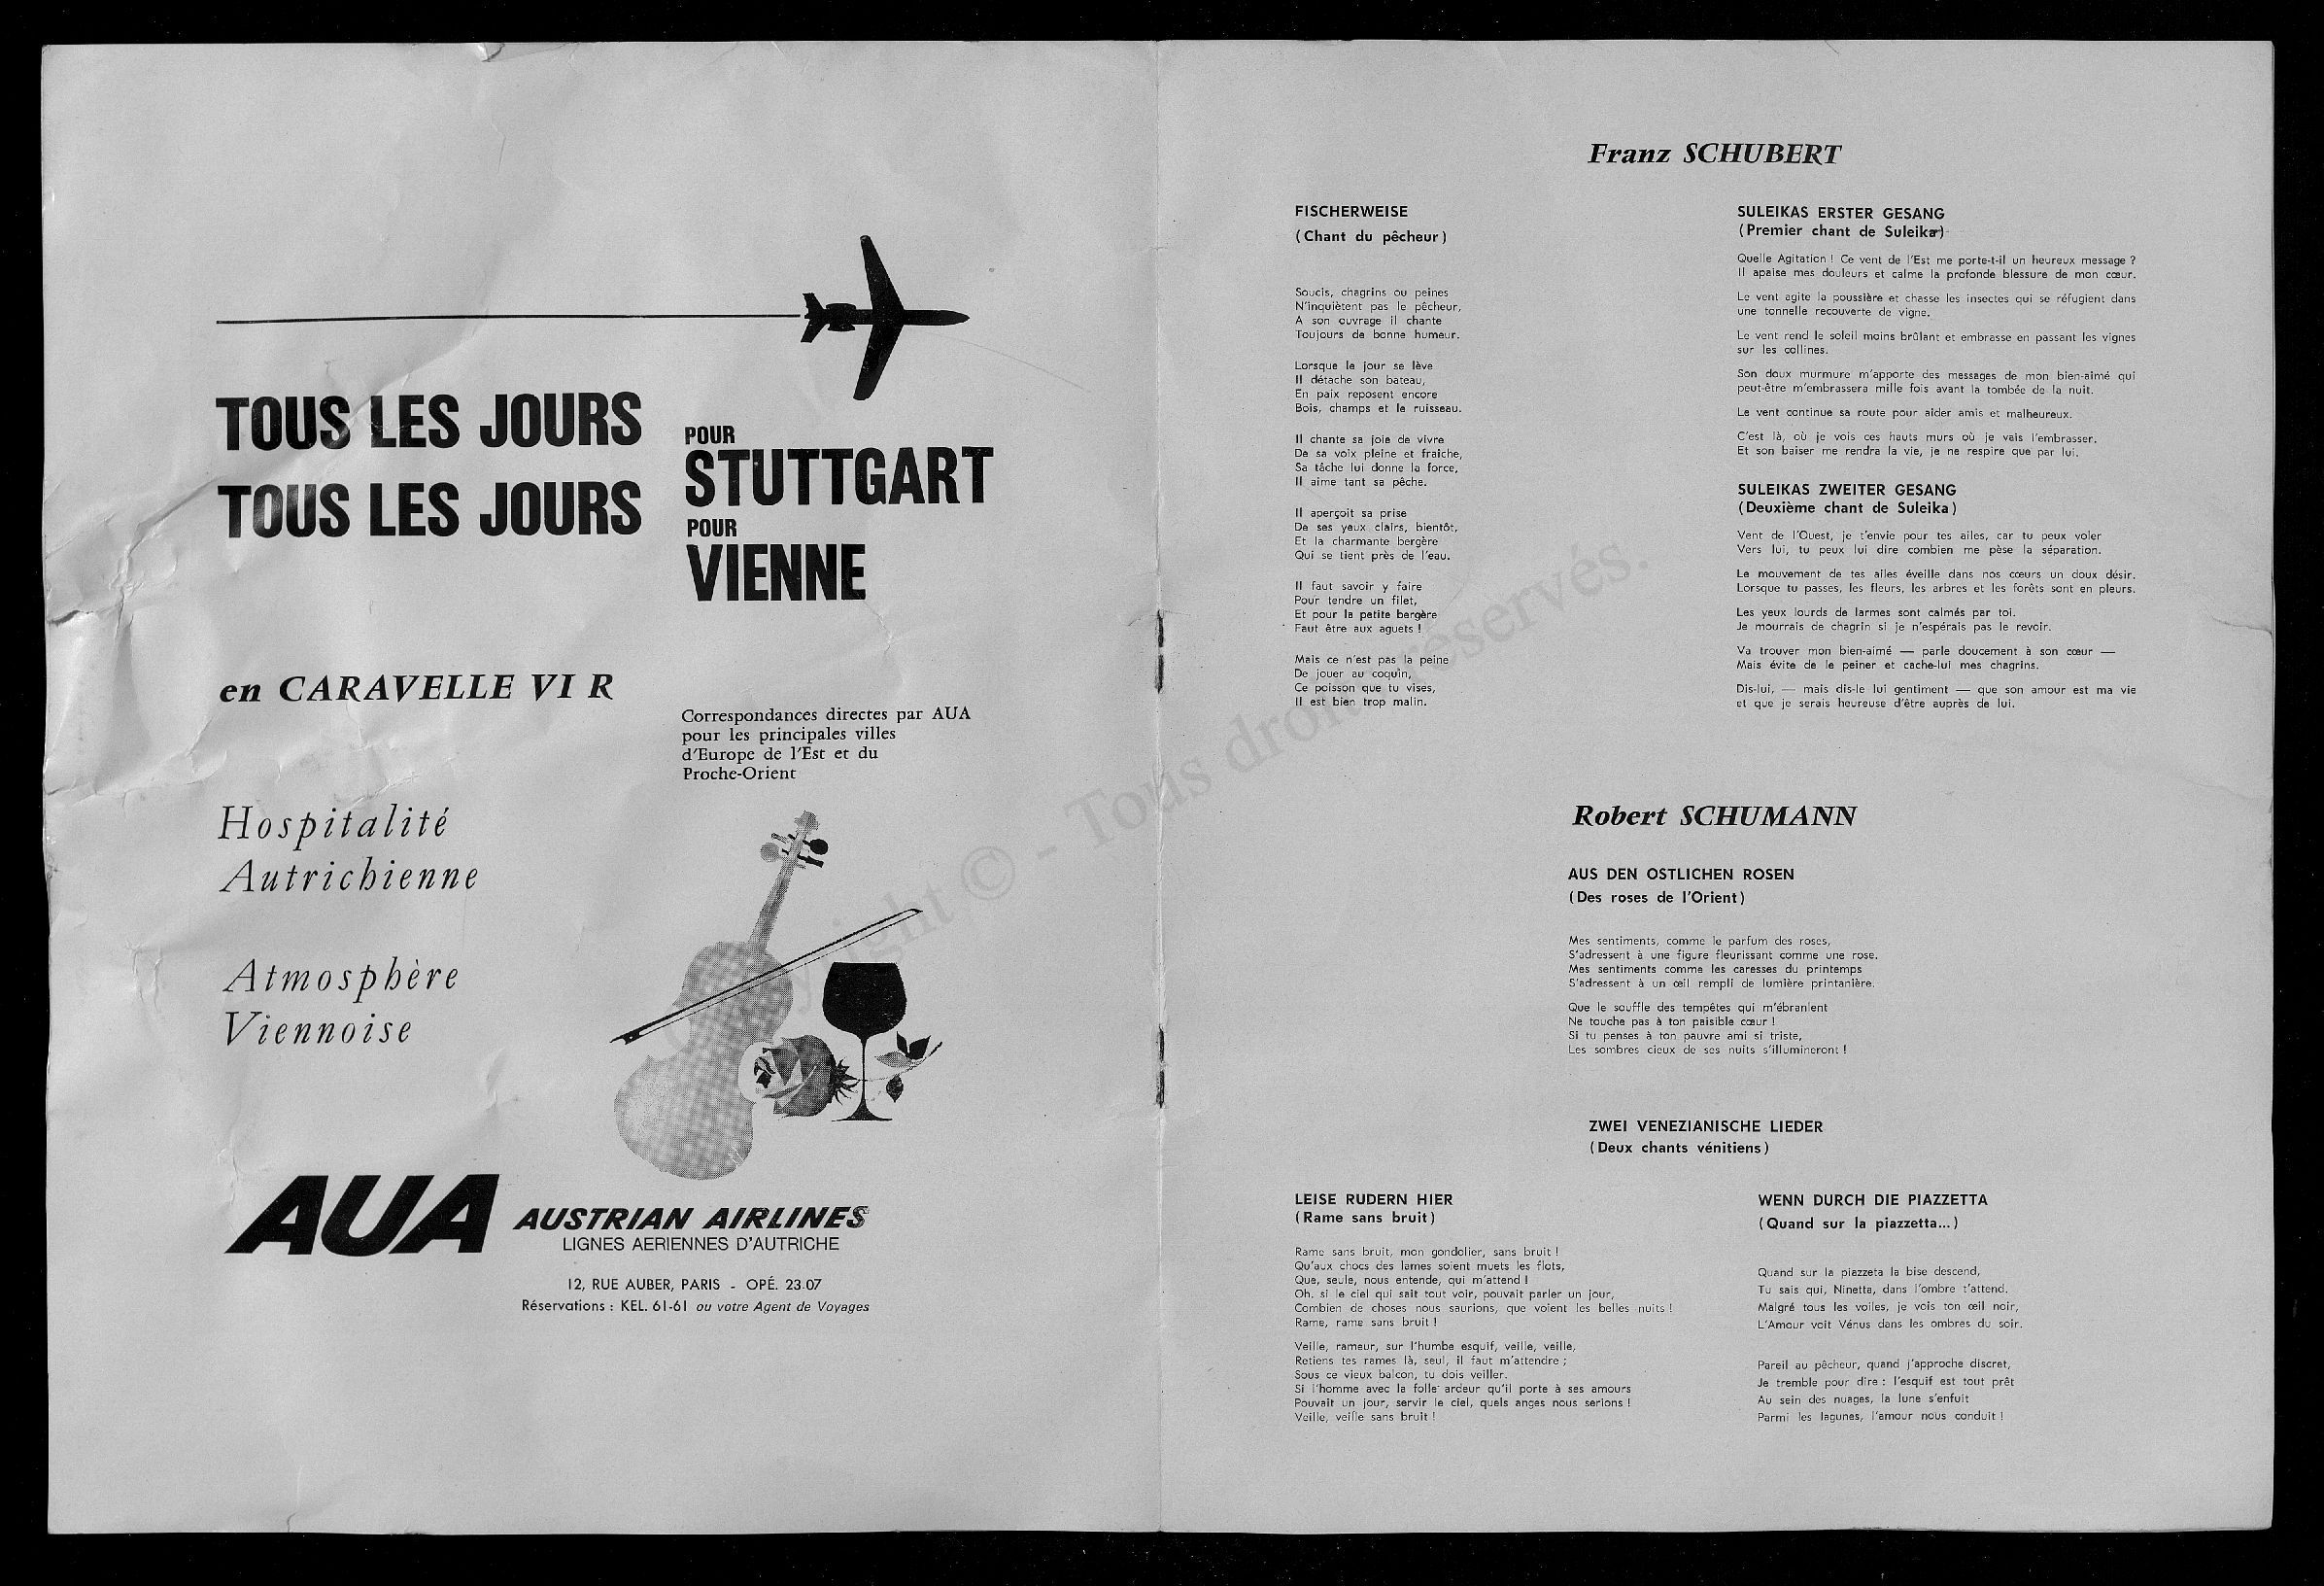 TOUS LES JOURS
POUR
STUTTGART
TOUS LES JOURS
POUR
VIENNE
en CARAVELLE VI R
Correspondances directes par AUA
pour les principales villes
d'Europe de l'Est et du
Proche-Orient
Hospitalité
Autrichienne
Atmosphère
Viennoise
AUA AUSTRIAN AIRLINES
LIGNES AERIENNES D'AUTRICHE
12, RUE AUBER, PARIS - OPÉ. 23.07
Réservations : KEL. 61-61 ou votre Agent de Voyages
Franz SCHUBERT
FISCHERWEISE
(Chant du pêcheur)
Soucis, chagrins ou peines
N'inquiètent pas le pêcheur,
A son ouvrage il chante
Toujours de bonne humeur.
Lorsque le jour se lève
Il détache son bateau,
En paix reposent encore
Bois, champs et le ruisseau.
Il chante sa joie de vivre
De sa voix pleine et fraiche,
Sa tâche lui donne la force,
Il aime tant sa pêche.
Il aperçoit sa prise
De ses yeux clairs, bientôt,
Et la charmante bergère
Qui se tient près de l'eau.
Il faut savoir y faire
Pour tendre un filet,
Et pour la petite bergère
Faut être aux aguets !
Mais ce n'est pas la peine
De jouer au coquin,
Ce poisson que tu vises,
Il est bien trop malin.
SULEIKAS ERSTER GESANG
(Premier chant de Suleika)
Quelle Agitation ! Ce vent de l'Est me porte-t-il un heureux message ?
Il apaise mes douleurs et calme la profonde blessure de mon cœur.
Le vent agite la poussière et chasse les insectes qui se réfugient dans
une tonnelle recouverte de vigne.
Le vent rend le soleil moins brûlant et embrasse en passant les vignes
sur les collines.
Son doux murmure m'apporte des messages de mon bien-aimé qui
peut-être m'embrassera mille fois avant la tombée de la nuit.
Le vent continue sa route pour aider amis et malheureux.
C'est là, où je vois ces hauts murs où je vais l'embrasser.
Et son baiser me rendra la vie, je ne respire que par lui.
SULEIKAS ZWEITER GESANG
(Deuxième chant de Suleika)
Vent de l'Ouest, je t'envie pour tes ailes, car tu peux voler
Vers lui, tu peux lui dire combien me pèse la séparation.
Le mouvement de tes ailes éveille dans nos cœurs un doux désir.
Lorsque tu passes, les fleurs, les arbres et les forêts sont en pleurs.
Les yeux lourds de larmes sont calmés par toi.
Je mourrais de chagrin si je n'espérais pas le revoir.
Va trouver mon bien-aimé — parle doucement à son cœur —
Mais évite de le peiner et cache-lui mes chagrins.
Dis-lui, — mais dis-le lui gentiment — que son amour est ma vie
et que je serais heureuse d'être auprès de lui.
Robert SCHUMANN
AUS DEN OSTLICHEN ROSEN
(Des roses de l'Orient)
Mes sentiments, comme le parfum des roses,
S'adressent à une figure fleurissant comme une rose.
Mes sentiments comme les caresses du printemps
S'adressent à un œil rempli de lumière printanière.
Que le souffle des tempêtes qui m'ébranlent
Ne touche pas à ton paisible cœur !
Si tu penses à ton pauvre ami si triste,
Les sombres cieux de ses nuits s'illumineront !
ZWEI VENEZIANISCHE LIEDER
(Deux chants vénitiens)
LEISE RUDERN HIER
(Rame sans bruit)
Rame sans bruit, mon gondolier, sans bruit !
Qu'aux chocs des lames soient muets les flots,
Que, seule, nous entende, qui m'attend !
Oh, si le ciel qui sait tout voir, pouvait parler un jour,
Combien de choses nous saurions, que voient les belles nuits !
Rame, rame sans bruit !
Veille, rameur, sur l'humbe esquif, veille, veille,
Retiens tes rames là, seul, il faut m'attendre ;
Sous ce vieux balcon, tu dois veiller.
Si l'homme avec la folle ardeur qu'il porte à ses amours
Pouvait un jour, servir le ciel, quels anges nous serions !
Veille, veille sans bruit !
WENN DURCH DIE PIAZZETTA
(Quand sur la piazzetta...)
Quand sur la piazzeta la bise descend,
Tu sais qui, Ninetta, dans l'ombre t'attend.
Malgré tous les voiles, je vois ton œil noir,
L'Amour voit Vénus dans les ombres du soir.
Pareil au pêcheur, quand j'approche discret,
Je tremble pour dire : l'esquif est tout prêt
Au sein des nuages, la lune s'enfuit
Parmi les lagunes, l'amour nous conduit !
Copyright © - Tous droits réservés.